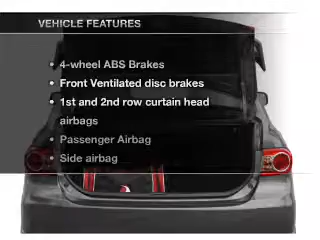 VEHICLE FEATURES
• 4-wheel ABS Brakes
• Front Ventilated disc brakes
• 1st and 2nd row curtain head
airbags
• Passenger Airbag
• Side airbag